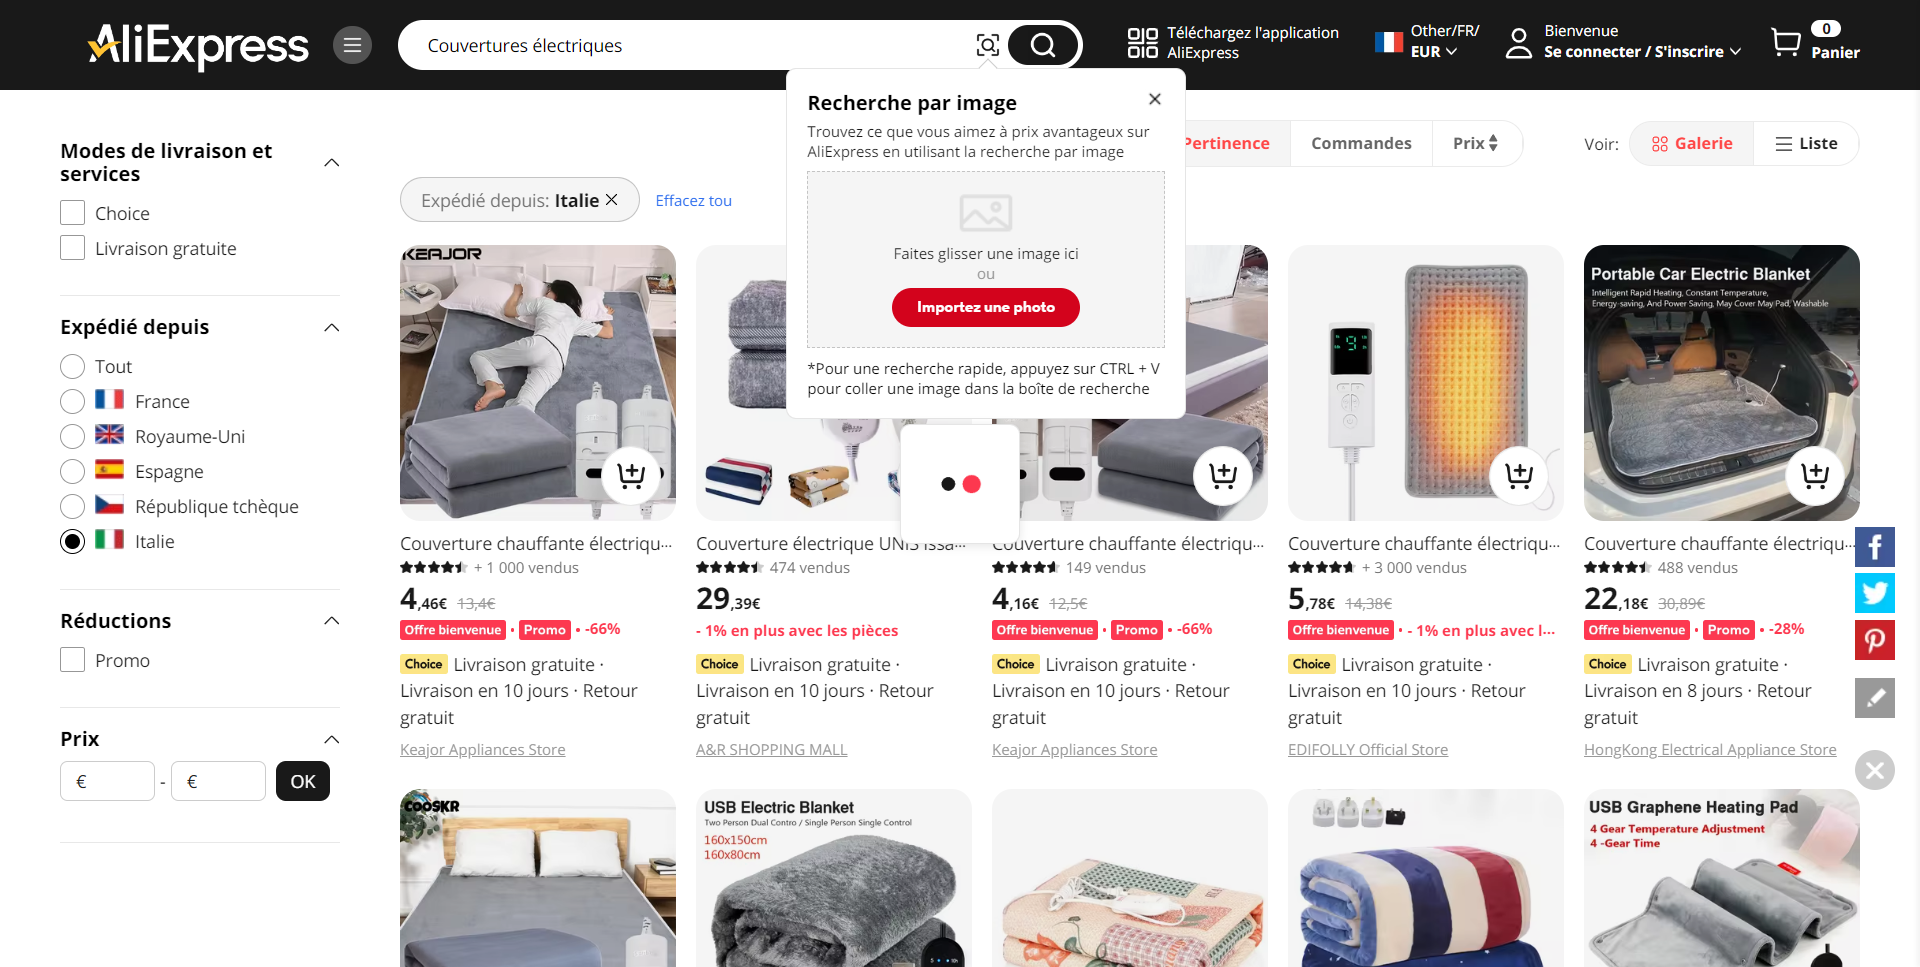 AliExpress
Couvertures électriques
Téléchargez l'application
AliExpress
Other/FR/
EUR
Bienvenue
Se connecter / S'inscrire
0
Panier
Recherche par image
Trouvez ce que vous aimez à prix avantageux sur
AliExpress en utilisant la recherche par image
Faites glisser une image ici
ou
Importez une photo
*Pour une recherche rapide, appuyez sur CTRL + V
pour coller une image dans la boîte de recherche
Pertinence
Commandes
Prix
Voir:
Galerie
Liste
Expédié depuis: Italie
Effacez tou
Modes de livraison et
services
Choice
Livraison gratuite
Expédié depuis
Tout
France
Royaume-Uni
Espagne
République tchèque
Italie
Réductions
Promo
Prix
€ - € OK
KEAJOR
Couverture chauffante électriqu...
+ 1 000 vendus
4,46€ 13,4€
Offre bienvenue · Promo · -66%
Choice Livraison gratuite ·
Livraison en 10 jours · Retour
gratuit
Keajor Appliances Store
Couverture électrique UNIS issa...
474 vendus
29,39€
- 1% en plus avec les pièces
Choice Livraison gratuite ·
Livraison en 10 jours · Retour
gratuit
A&R SHOPPING MALL
Couverture chauffante électriqu...
149 vendus
4,16€ 12,5€
Offre bienvenue · Promo · -66%
Choice Livraison gratuite ·
Livraison en 10 jours · Retour
gratuit
Keajor Appliances Store
9
Couverture chauffante électriqu...
+ 3 000 vendus
5,78€ 14,38€
Offre bienvenue · - 1% en plus avec l...
Choice Livraison gratuite ·
Livraison en 10 jours · Retour
gratuit
EDIFOLLY Official Store
Portable Car Electric Blanket
Intelligent Rapid Heating, Constant Temperature,
Energy-saving, And Power Saving, May Cover May Pad, Washable
Couverture chauffante électriqu...
488 vendus
22,18€ 30,89€
Offre bienvenue · Promo · -28%
Choice Livraison gratuite ·
Livraison en 8 jours · Retour
gratuit
HongKong Electrical Appliance Store
COOSKR
USB Electric Blanket
Two Person Dual Contro / Single Person Single Control
160x150cm
160x80cm
USB Graphene Heating Pad
4 Gear Temperature Adjustment
4 -Gear Time